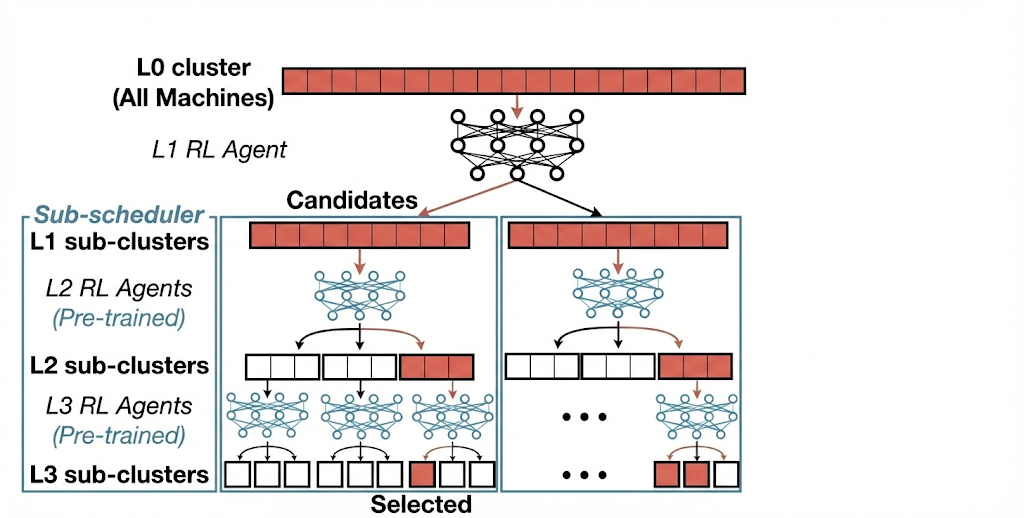 L0 cluster
(All Machines)
L1 RL Agent
Candidates
Sub-scheduler
L1 sub-clusters
L2 RL Agents
(Pre-trained)
L2 sub-clusters
L3 RL Agents
(Pre-trained)
L3 sub-clusters
Selected